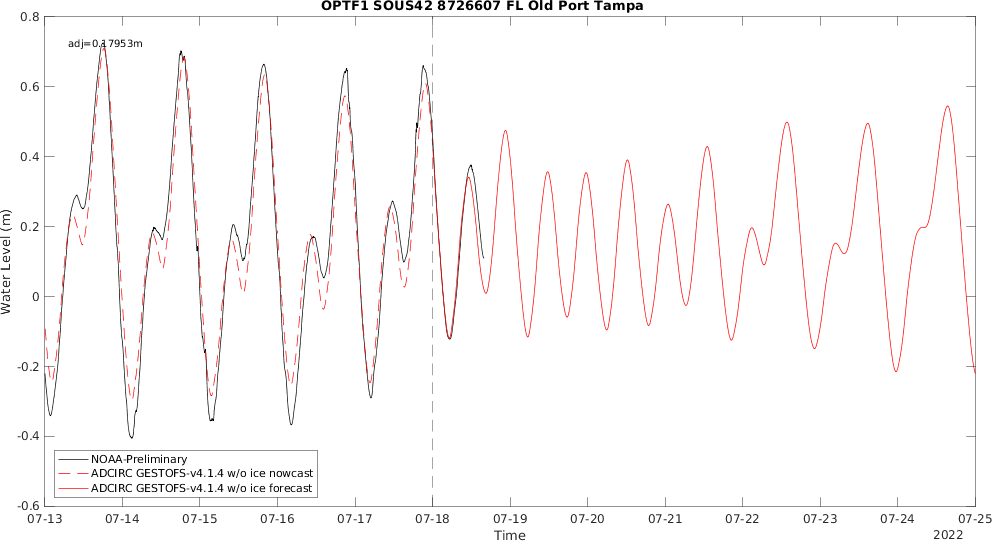 OPTF1 SOUS42 8726607 FL Old Port Tampa
adj=0.17953m
0.8
0.6
0.4
0.2
0
-0.2
-0.4
-0.6
Water Level (m)
NOAA-Preliminary
ADCIRC GESTOFS-v4.1.4 w/o ice nowcast
ADCIRC GESTOFS-v4.1.4 w/o ice forecast
07-13 07-14 07-15 07-16 07-17 07-18 07-19 07-20 07-21 07-22 07-23 07-24 07-25
Time
2022